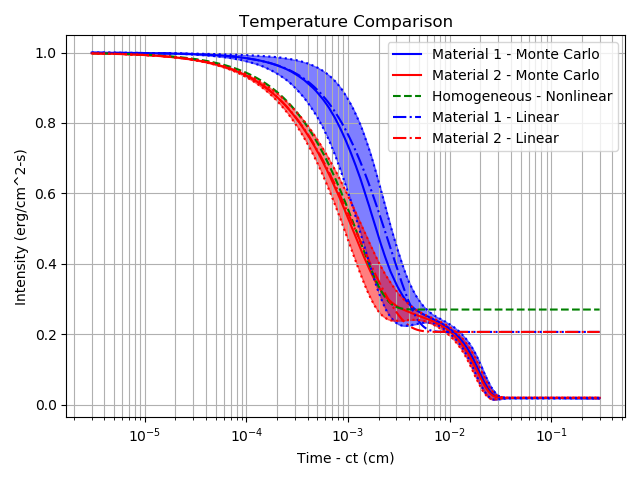 Temperature Comparison
Intensity (erg/cm^2-s)
1.0
0.8
0.6
0.4
0.2
0.0
Material 1 - Monte Carlo
Material 2 - Monte Carlo
Homogeneous - Nonlinear
Material 1 - Linear
Material 2 - Linear
10⁻⁵ 10⁻⁴ 10⁻³ 10⁻² 10⁻¹
Time - ct (cm)